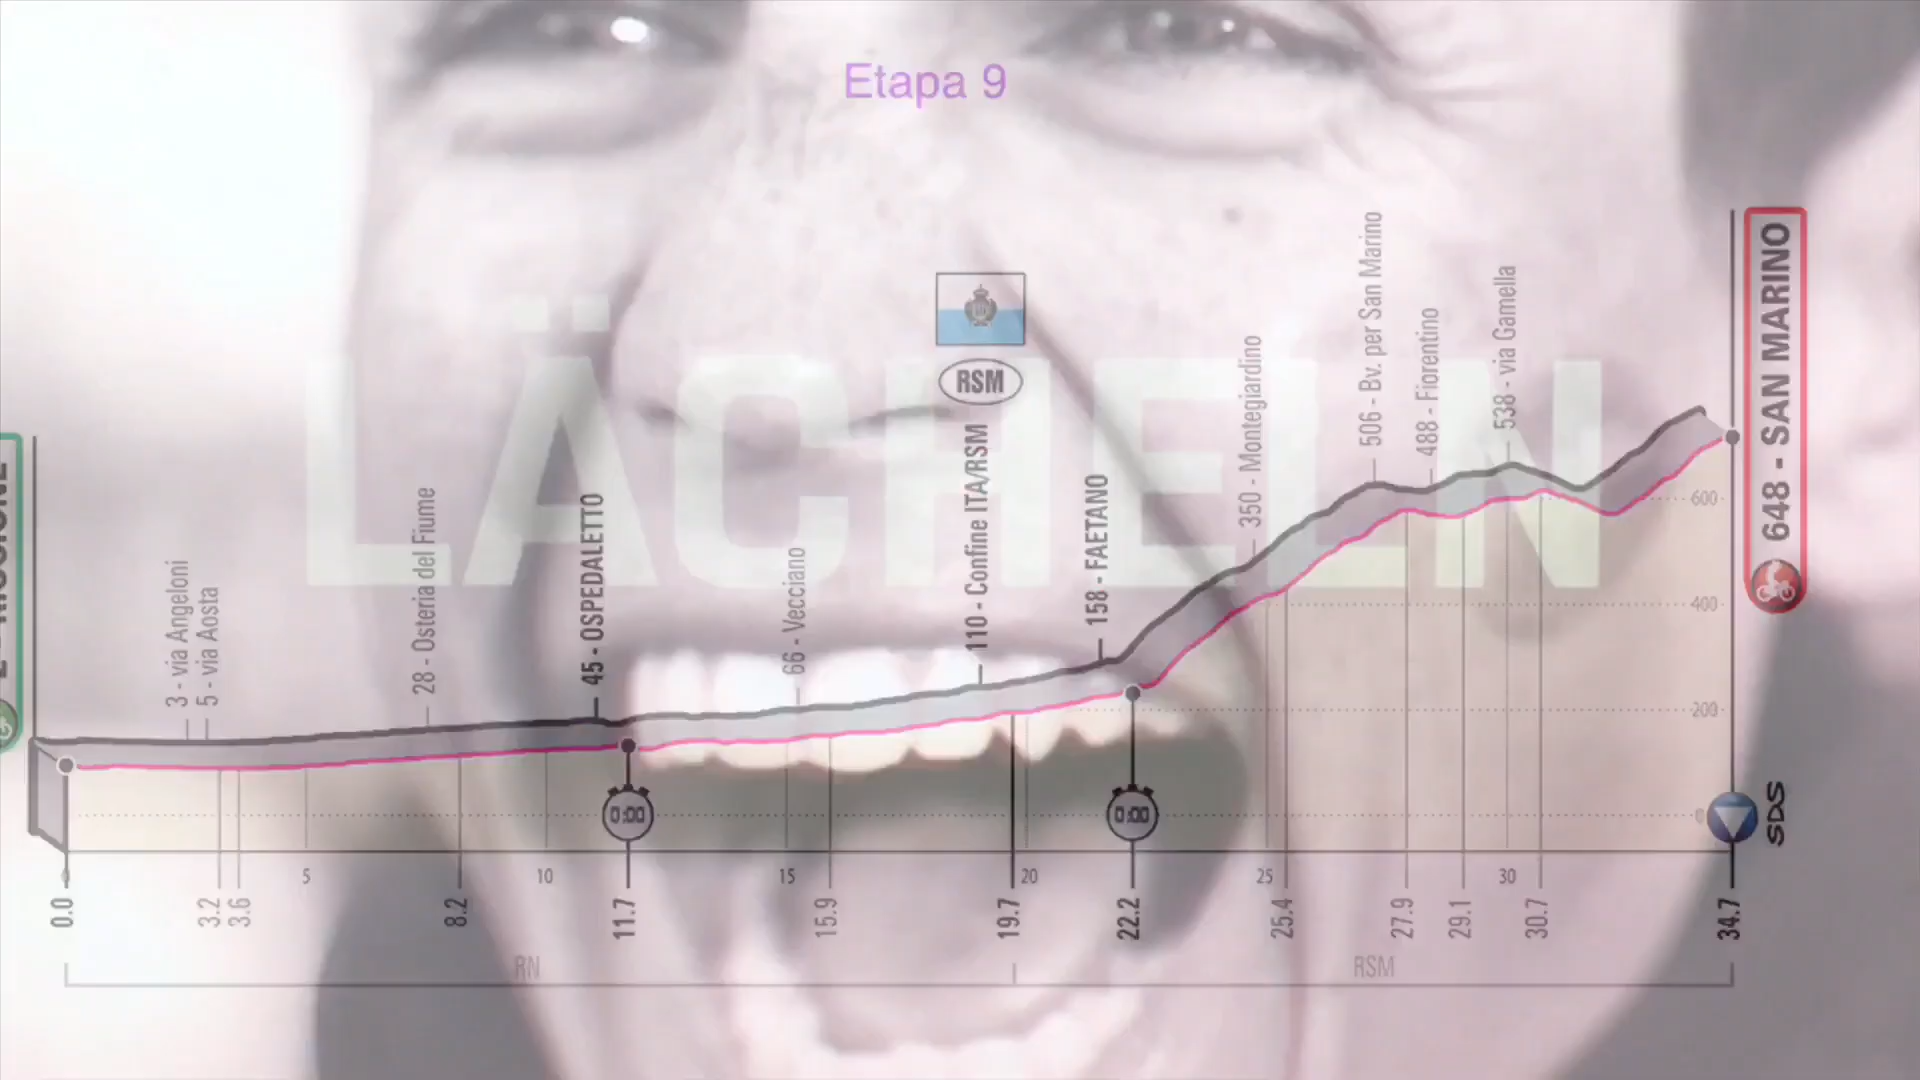 Etapa 9
LÄCHELN
RSM
3 - via Angeloni
5 - via Aosta
28 - Osteria del Fiume
45 - OSPEDALETTO
66 - Vecciano
110 - Confine ITA/RSM
158 - FAETANO
350 - Montegiardino
506 - Bv. per San Marino
488 - Fiorentino
538 - via Gamella
648 - SAN MARINO
600
400
200
0
0:00
0:00
SDS
0
5
10
15
20
25
30
0.0
3.2
3.6
8.2
11.7
15.9
19.7
22.2
25.4
27.9
29.1
30.7
34.7
RN
RSM